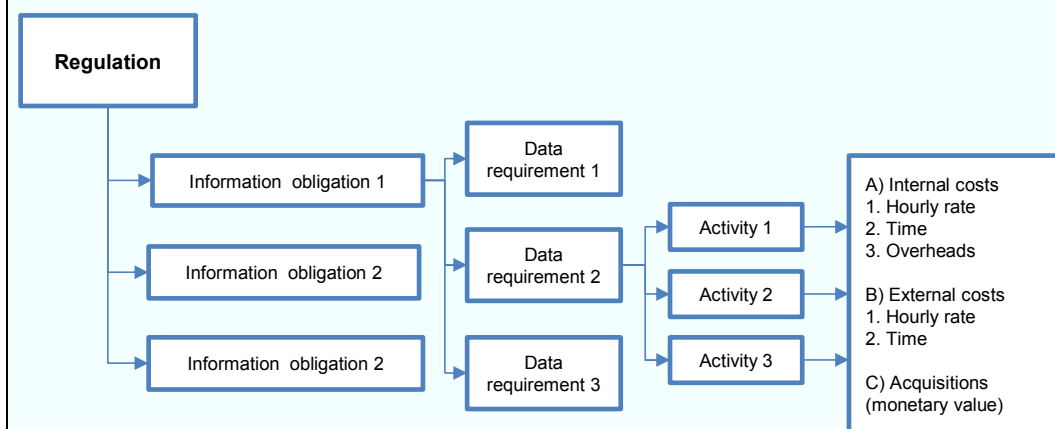 Regulation
Information obligation 1
Information obligation 2
Information obligation 2
Data
requirement 1
Data
requirement 2
Data
requirement 3
Activity 1
Activity 2
Activity 3
A) Internal costs
1. Hourly rate
2. Time
3. Overheads
B) External costs
1. Hourly rate
2. Time
C) Acquisitions
(monetary value)